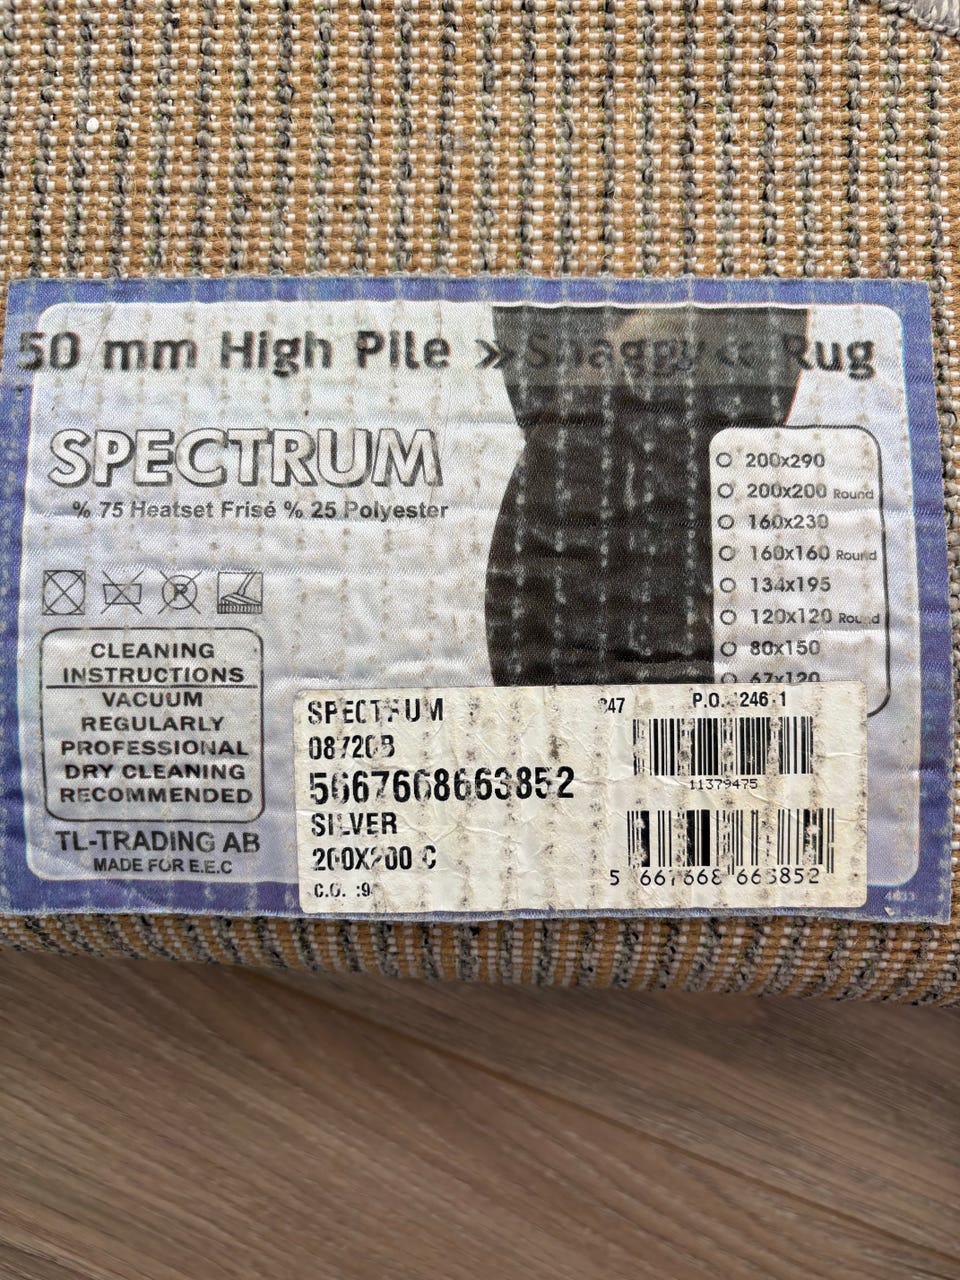 50 mm High Pile » Shaggy « Rug
SPECTRUM
% 75 Heatset Frisé % 25 Polyester
200x290
200x200 Round
160x230
160x160 Round
134x195
120x120 Round
80x150
67x120
CLEANING
INSTRUCTIONS
VACUUM
REGULARLY
PROFESSIONAL
DRY CLEANING
RECOMMENDED
TL-TRADING AB
MADE FOR E.E.C
SPECTRUM
08720B
5667668663852
SILVER
200X200 C
C.O. :9
P.O.
11379475
5 667668 663852